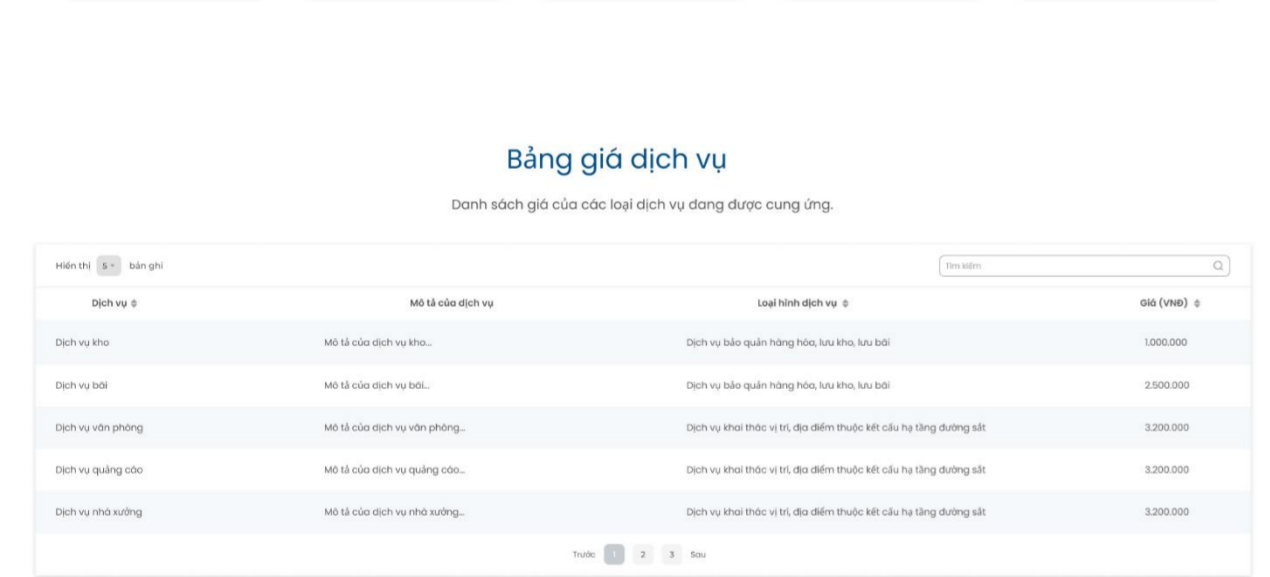 Bảng giá dịch vụ
Danh sách giá của các loại dịch vụ đang được cung ứng.
Hiển thị 5 bản ghi Tìm kiếm
Dịch vụ Mô tả của dịch vụ Loại hình dịch vụ Giá (VNĐ)
Dịch vụ kho Mô tả của dịch vụ kho... Dịch vụ bảo quản hàng hóa, lưu kho, lưu bãi 1.000.000
Dịch vụ bãi Mô tả của dịch vụ bãi... Dịch vụ bảo quản hàng hóa, lưu kho, lưu bãi 2.500.000
Dịch vụ văn phòng Mô tả của dịch vụ văn phòng... Dịch vụ khai thác vị trí, địa điểm thuộc kết cấu hạ tầng đường sắt 3.200.000
Dịch vụ quảng cáo Mô tả của dịch vụ quảng cáo... Dịch vụ khai thác vị trí, địa điểm thuộc kết cấu hạ tầng đường sắt 3.200.000
Dịch vụ nhà xưởng Mô tả của dịch vụ nhà xưởng... Dịch vụ khai thác vị trí, địa điểm thuộc kết cấu hạ tầng đường sắt 3.200.000
Trước 1 2 3 Sau